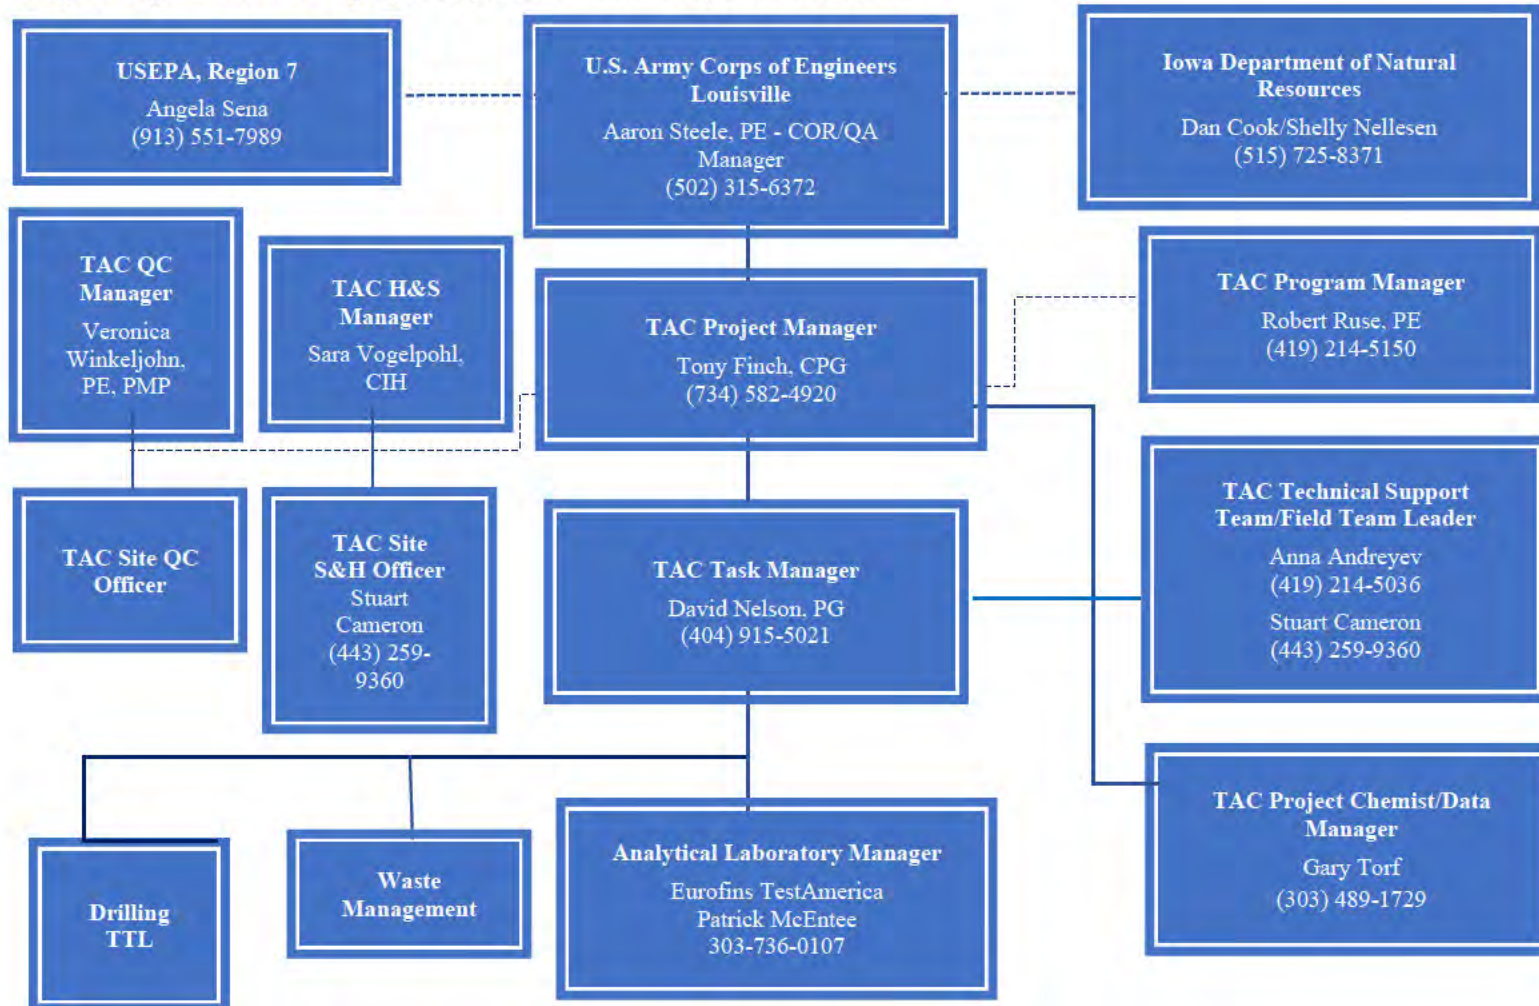 USEPA, Region 7
Angela Sena
(913) 551-7989
U.S. Army Corps of Engineers
Louisville
Aaron Steele, PE - COR/QA
Manager
(502) 315-6372
Iowa Department of Natural
Resources
Dan Cook/Shelly Nellesen
(515) 725-8371
TAC QC
Manager
Veronica
Winkeljohn,
PE, PMP
TAC H&S
Manager
Sara Vogelpohl,
CIH
TAC Project Manager
Tony Finch, CPG
(734) 582-4920
TAC Program Manager
Robert Ruse, PE
(419) 214-5150
TAC Site QC
Officer
TAC Site
S&H Officer
Stuart
Cameron
(443) 259-
9360
TAC Task Manager
David Nelson, PG
(404) 915-5021
TAC Technical Support
Team/Field Team Leader
Anna Andreyev
(419) 214-5036
Stuart Cameron
(443) 259-9360
Drilling
TTL
Waste
Management
Analytical Laboratory Manager
Eurofins TestAmerica
Patrick McEntee
303-736-0107
TAC Project Chemist/Data
Manager
Gary Torf
(303) 489-1729